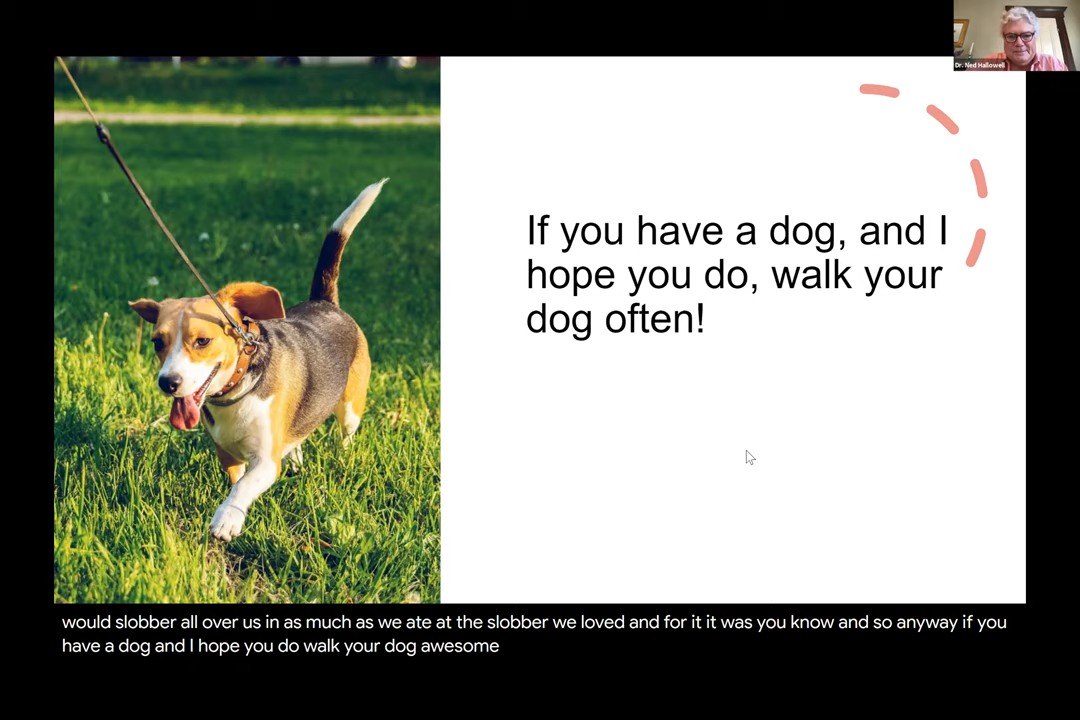 Dr. Ned Hallowell
If you have a dog, and I
hope you do, walk your
dog often!
would slobber all over us in as much as we ate at the slobber we loved and for it it was you know and so anyway if you
have a dog and I hope you do walk your dog awesome